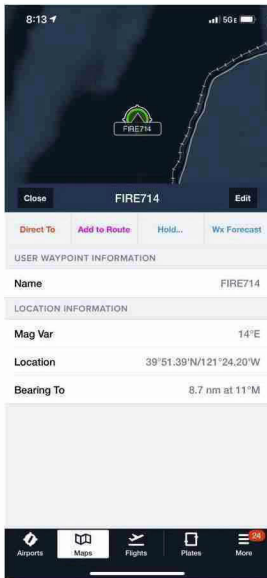 8:13
5G E
FIRE714
Close FIRE714 Edit
Direct To Add to Route Hold... Wx Forecast
USER WAYPOINT INFORMATION
Name FIRE714
LOCATION INFORMATION
Mag Var 14°E
Location 39°51.39'N/121°24.20'W
Bearing To 8.7 nm at 11°M
24
Airports Maps Flights Plates More